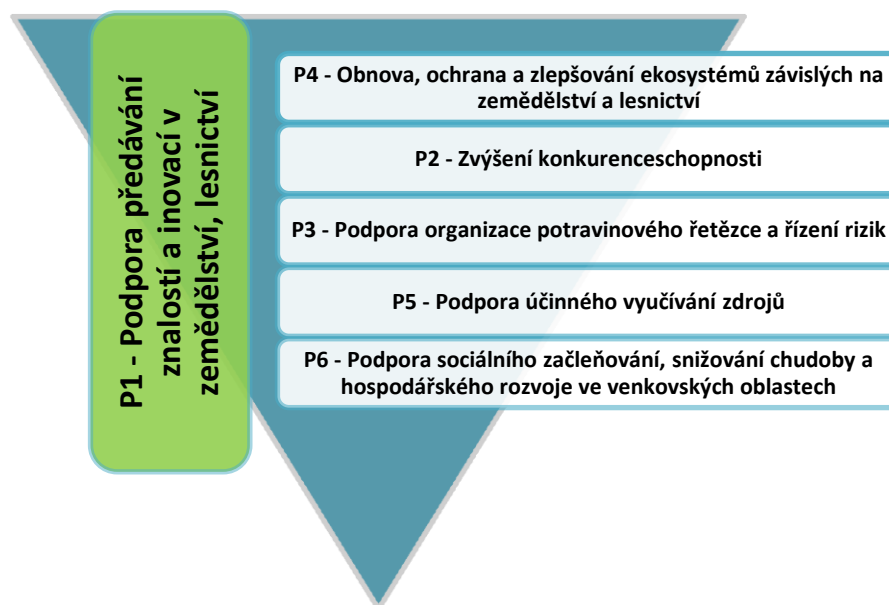 P1 - Podpora předávání
znalostí a inovací v
zemědělství, lesnictví
P4 - Obnova, ochrana a zlepšování ekosystémů závislých na
zemědělství a lesnictví
P2 - Zvýšení konkurenceschopnosti
P3 - Podpora organizace potravinového řetězce a řízení rizik
P5 - Podpora účinného vyučívání zdrojů
P6 - Podpora sociálního začleňování, snižování chudoby a
hospodářského rozvoje ve venkovských oblastech